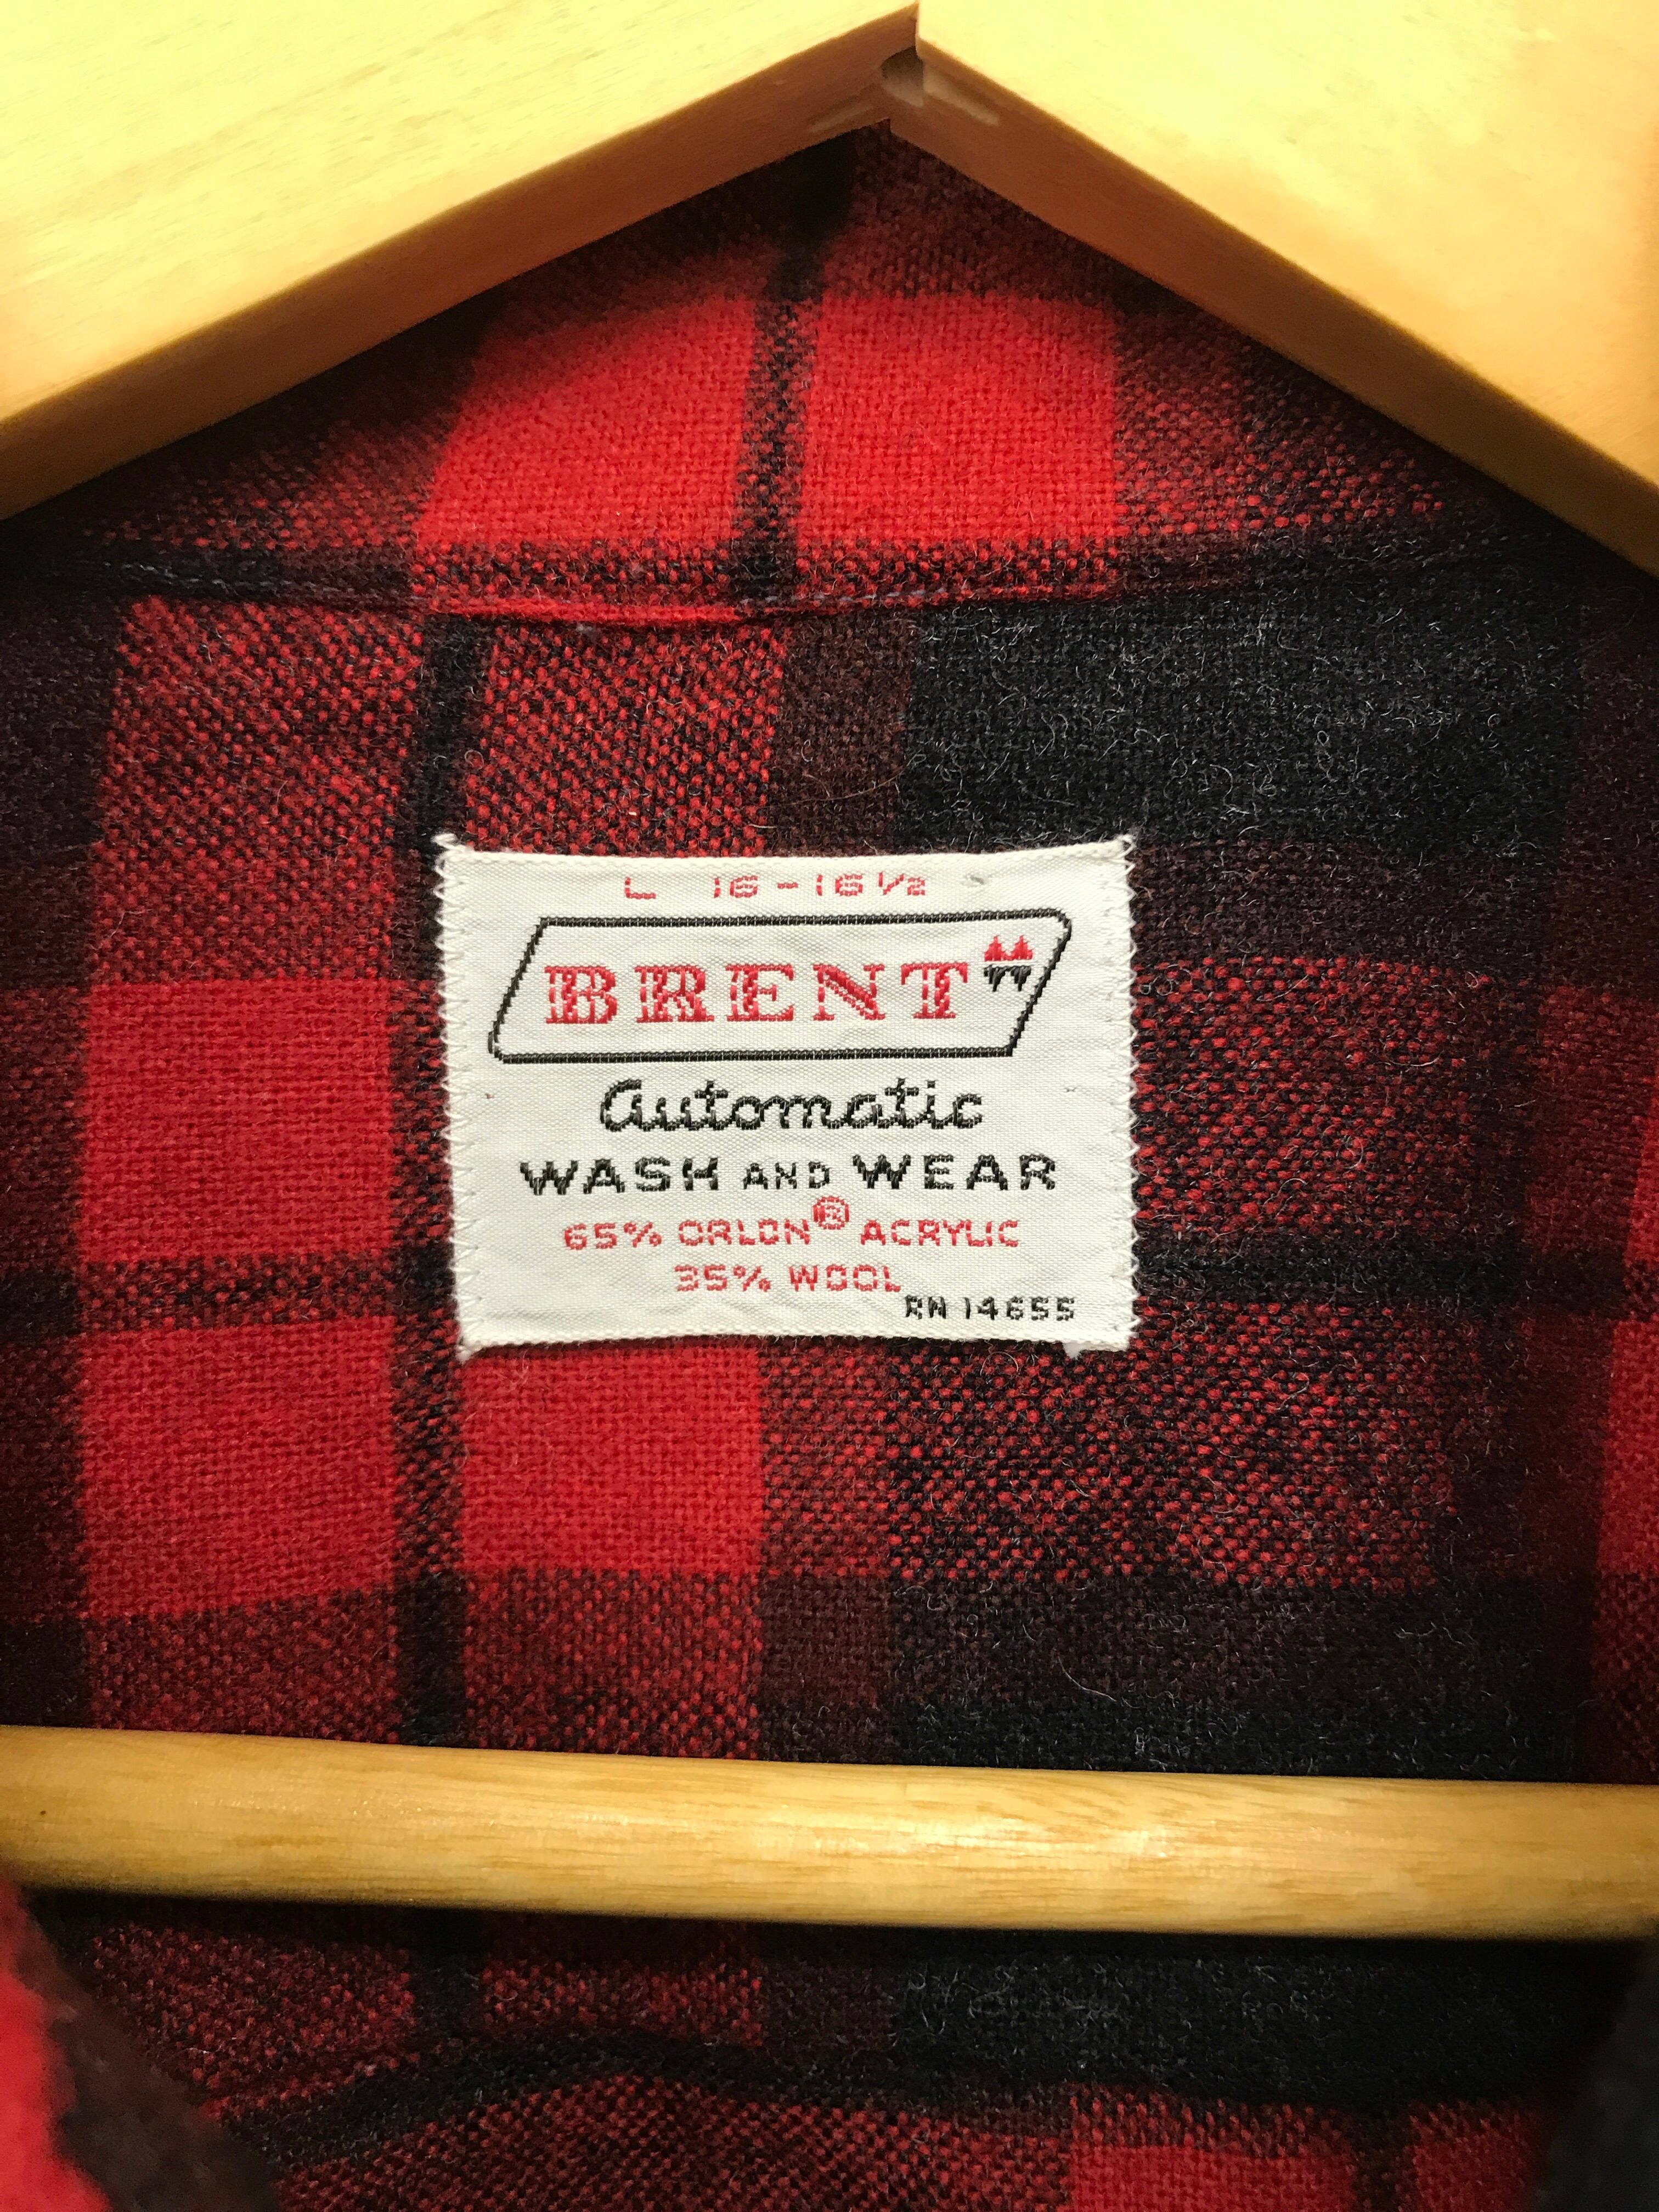 L 16-16½
BRENT
Automatic
WASH AND WEAR
65% ORLON® ACRYLIC
35% WOOL
RN 14655